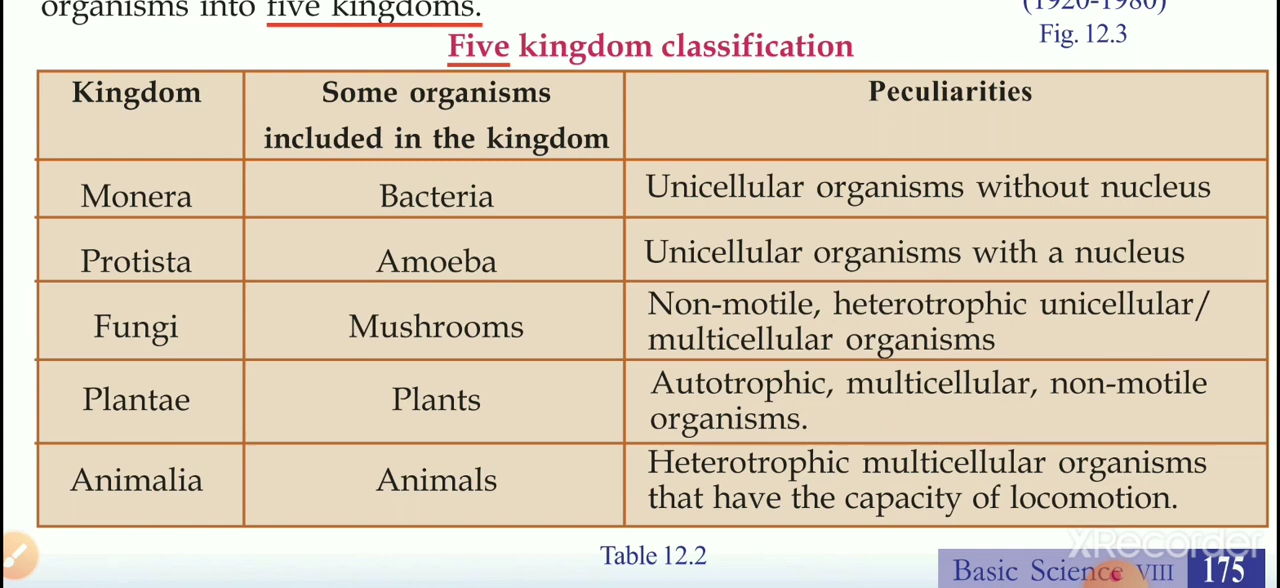 organisms into five kingdoms.
(1920-1980)
Fig. 12.3
Five kingdom classification
Kingdom
Some organisms
included in the kingdom
Peculiarities
Monera
Bacteria
Unicellular organisms without nucleus
Protista
Amoeba
Unicellular organisms with a nucleus
Fungi
Mushrooms
Non-motile, heterotrophic unicellular/
multicellular organisms
Plantae
Plants
Autotrophic, multicellular, non-motile
organisms.
Animalia
Animals
Heterotrophic multicellular organisms
that have the capacity of locomotion.
Table 12.2
XRecorder
Basic Science VIII 175